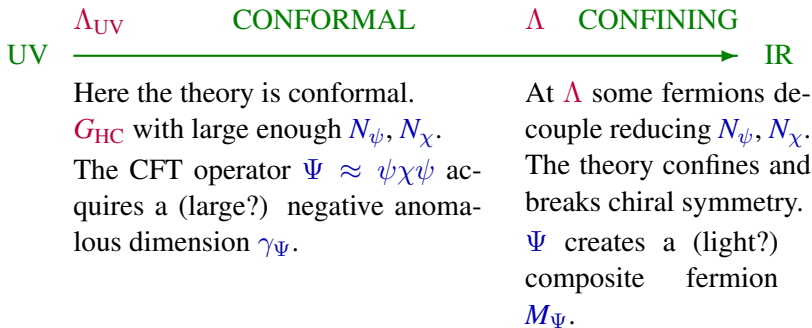 Λ_UV CONFORMAL Λ CONFINING
UV IR
Here the theory is conformal.
G_HC with large enough N_ψ, N_χ.
The CFT operator Ψ ≈ ψχψ ac-
quires a (large?) negative anoma-
lous dimension γ_Ψ.
At Λ some fermions de-
couple reducing N_ψ, N_χ.
The theory confines and
breaks chiral symmetry.
Ψ creates a (light?)
composite fermion
M_Ψ.